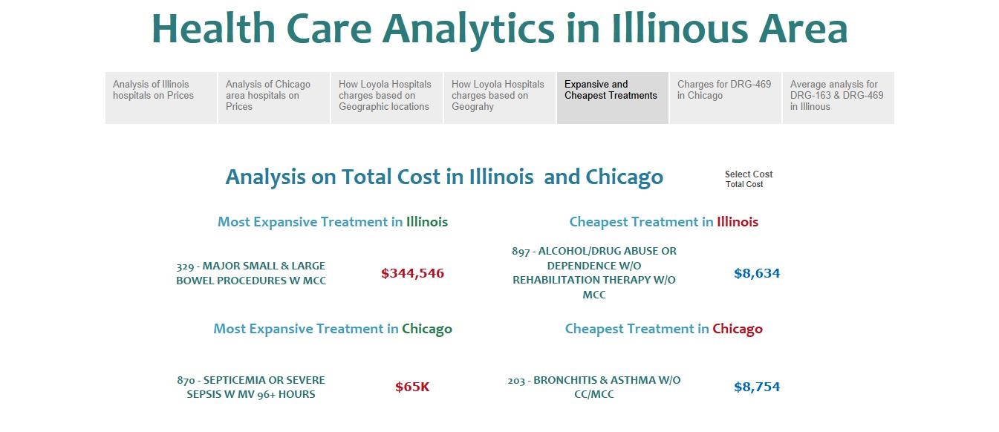 Health Care Analytics in Illinous Area
Analysis of Illinois
hospitals on Prices
Analysis of Chicago
area hospitals on
Prices
How Loyola Hospitals
charges based on
Geographic locations
How Loyola Hospitals
charges based on
Geograhy
Expansive and
Cheapest Treatments
Charges for DRG-469
in Chicago
Average analysis for
DRG-163 & DRG-469
in Illinous
Analysis on Total Cost in Illinois and Chicago
Select Cost
Total Cost
Most Expansive Treatment in Illinois
Cheapest Treatment in Illinois
329 - MAJOR SMALL & LARGE
BOWEL PROCEDURES W MCC
$344,546
897 - ALCOHOL/DRUG ABUSE OR
DEPENDENCE W/O
REHABILITATION THERAPY W/O
MCC
$8,634
Most Expansive Treatment in Chicago
Cheapest Treatment in Chicago
870 - SEPTICEMIA OR SEVERE
SEPSIS W MV 96+ HOURS
$65K
203 - BRONCHITIS & ASTHMA W/O
CC/MCC
$8,754